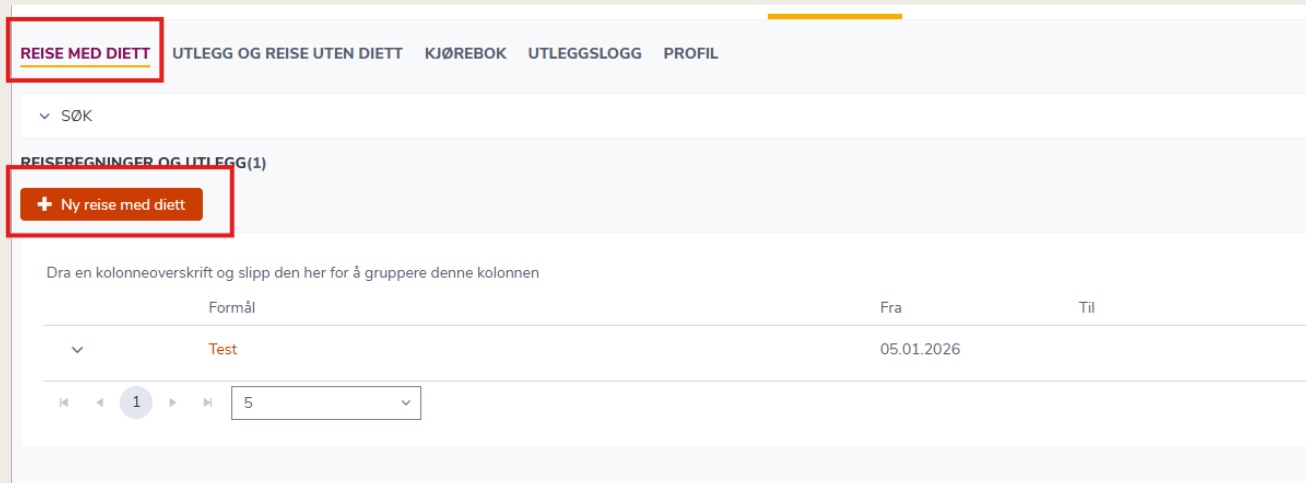 REISE MED DIETT UTLEGG OG REISE UTEN DIETT KJØREBOK UTLEGGSLOGG PROFIL
SØK
REISEREGNINGER OG UTLEGG(1)
Ny reise med diett
Dra en kolonneoverskrift og slipp den her for å gruppere denne kolonnen
Formål Fra Til
Test 05.01.2026
1 5